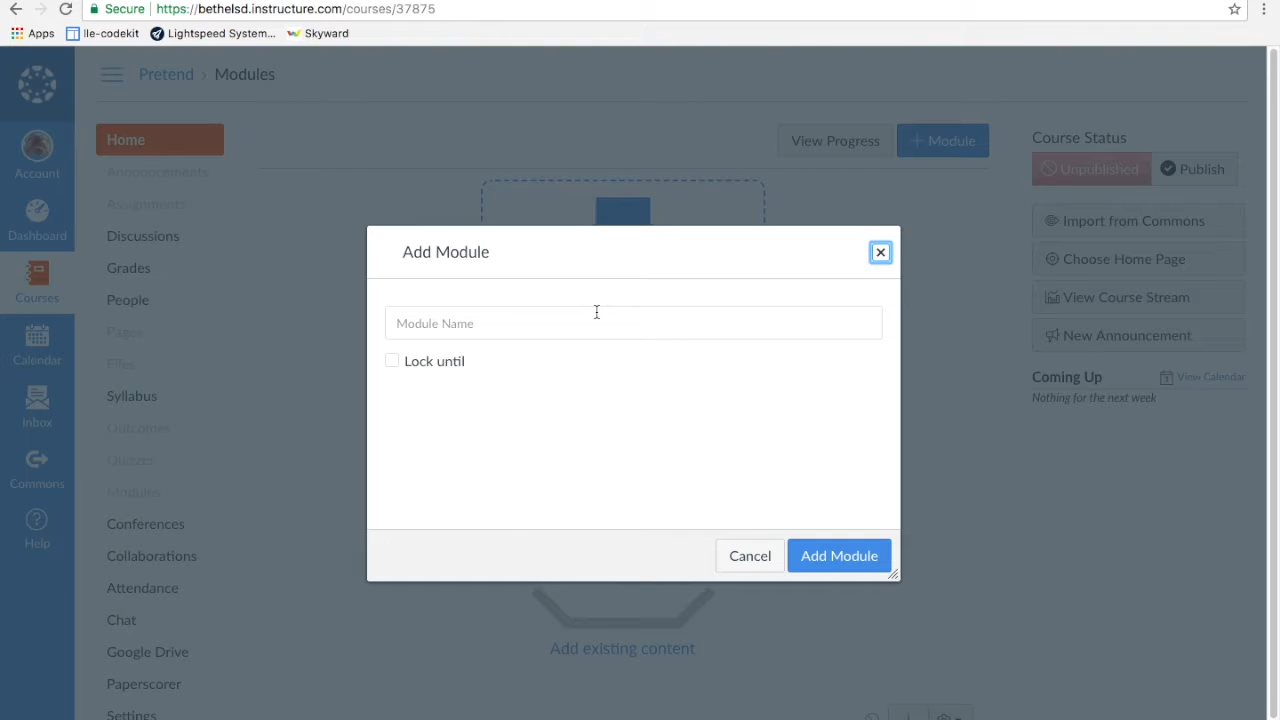 Secure https://bethelsd.instructure.com/courses/37875
Apps lle-codekit Lightspeed System... Skyward
Pretend › Modules
Account
Dashboard
Courses
Calendar
Inbox
Commons
Help
Home
Announcements
Assignments
Discussions
Grades
People
Pages
Files
Syllabus
Outcomes
Quizzes
Modules
Conferences
Collaborations
Attendance
Chat
Google Drive
Paperscorer
Settings
View Progress + Module
Add Module
Module Name
Lock until
Cancel Add Module
Add existing content
Course Status
Unpublished Publish
Import from Commons
Choose Home Page
View Course Stream
New Announcement
Coming Up View Calendar
Nothing for the next week